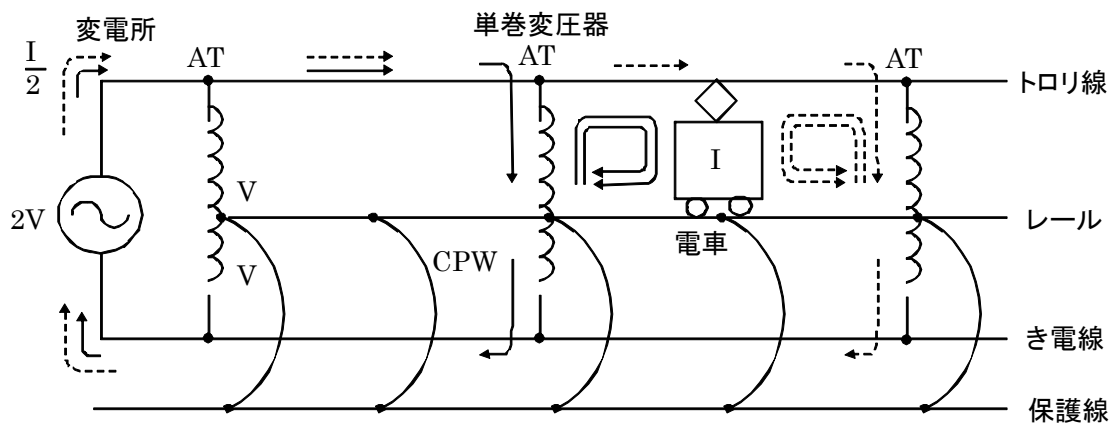 変電所
単巻変圧器
I
2
AT
AT
AT
トロリ線
I
2V
V
レール
電車
V
CPW
き電線
保護線